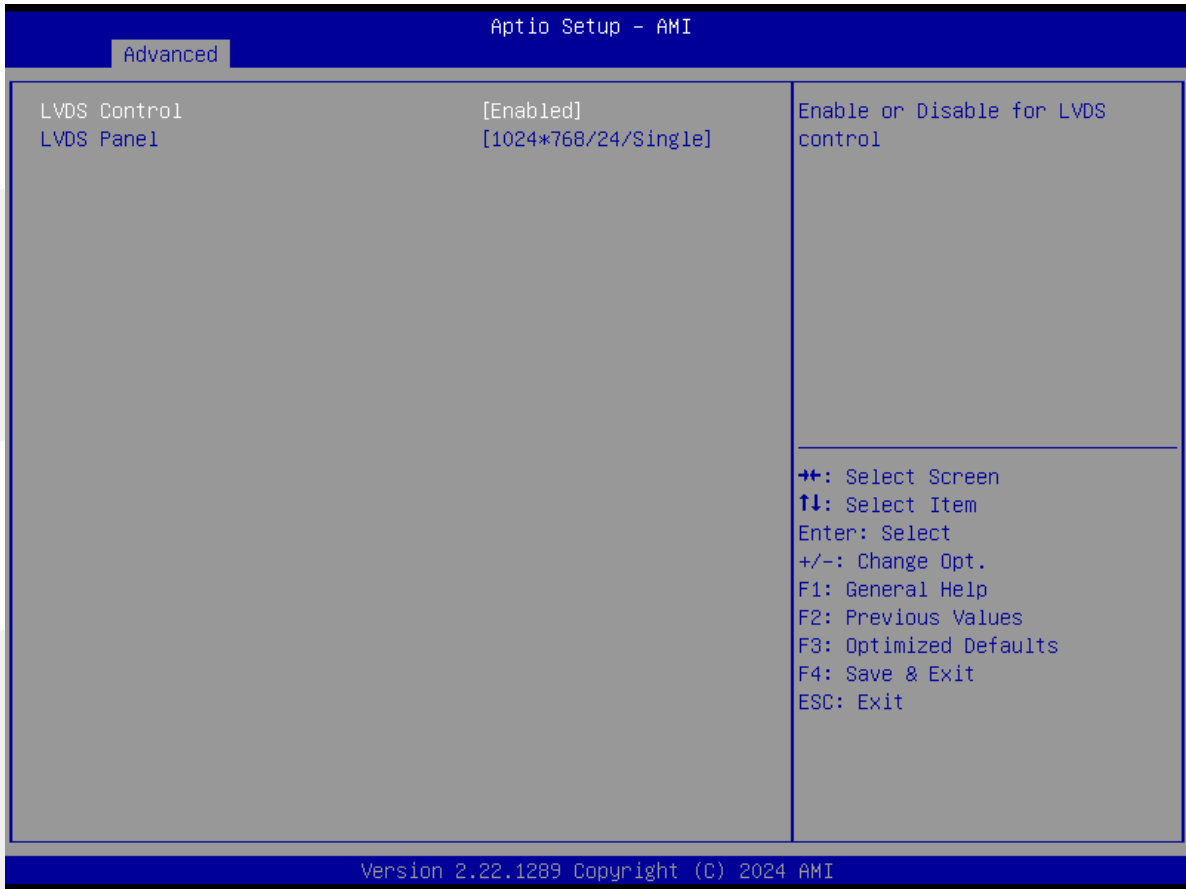 Aptio Setup – AMI
Advanced
LVDS Control [Enabled]
LVDS Panel [1024*768/24/Single]
Enable or Disable for LVDS
control
→←: Select Screen
↑↓: Select Item
Enter: Select
+/-: Change Opt.
F1: General Help
F2: Previous Values
F3: Optimized Defaults
F4: Save & Exit
ESC: Exit
Version 2.22.1289 Copyright (C) 2024 AMI